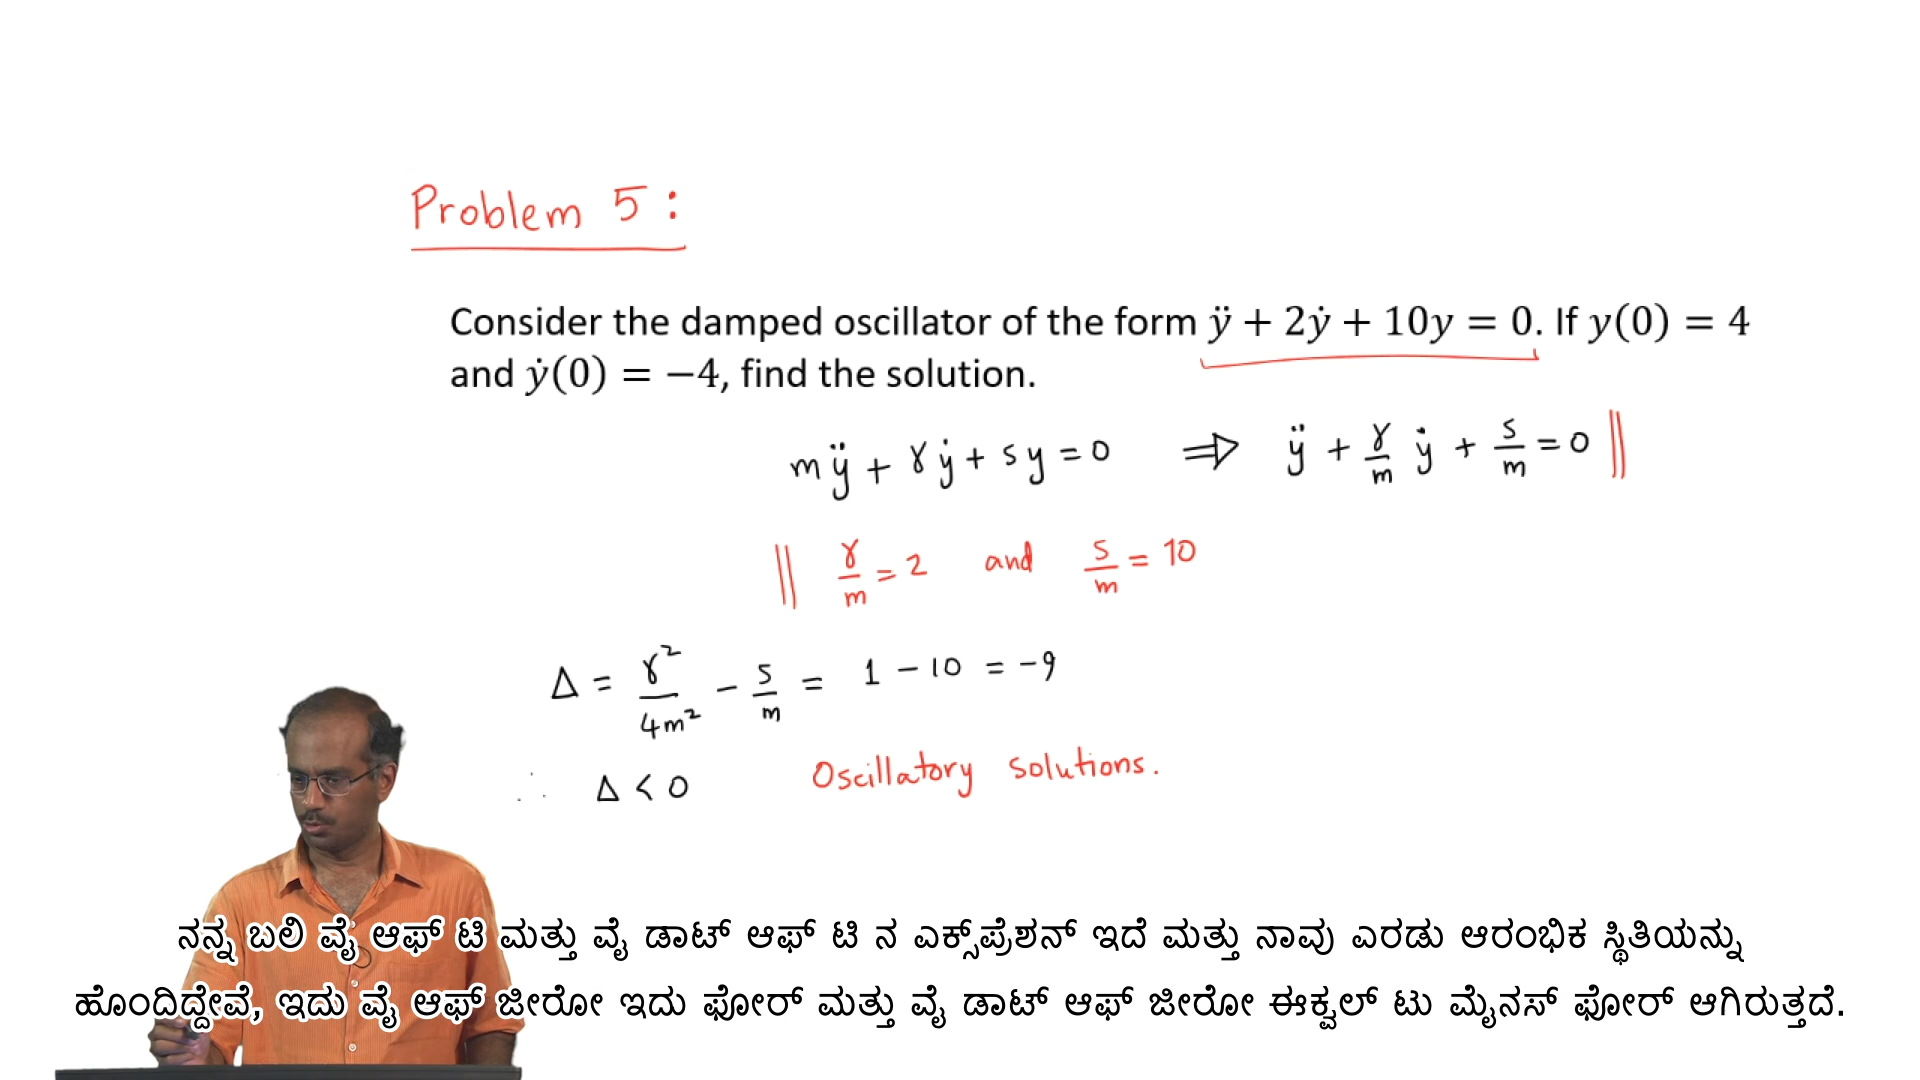 Problem 5 :
Consider the damped oscillator of the form ÿ + 2ẏ + 10y = 0. If y(0) = 4
and ẏ(0) = −4, find the solution.
mÿ + γẏ + sy = 0 ⇒ ÿ + γ/m ẏ + s/m = 0 ||
|| γ/m = 2 and s/m = 10
Δ = γ²/4m² − s/m = 1 − 10 = −9
∴ Δ < 0 Oscillatory solutions.
ನನ್ನ ಬಲಿ ವೈ ಆಫ್ ಟಿ ಮತ್ತು ವೈ ಡಾಟ್ ಆಫ್ ಟಿ ನ ಎಕ್ಸ್‌ಪ್ರೆಶನ್ ಇದೆ ಮತ್ತು ನಾವು ಎರಡು ಆರಂಭಿಕ ಸ್ಥಿತಿಯನ್ನು
ಹೊಂದಿದ್ದೇವೆ, ಇದು ವೈ ಆಫ್ ಜೀರೋ ಇದು ಫೋರ್ ಮತ್ತು ವೈ ಡಾಟ್ ಆಫ್ ಜೀರೋ ಈಕ್ವಲ್ ಟು ಮೈನಸ್ ಫೋರ್ ಆಗಿರುತ್ತದೆ.